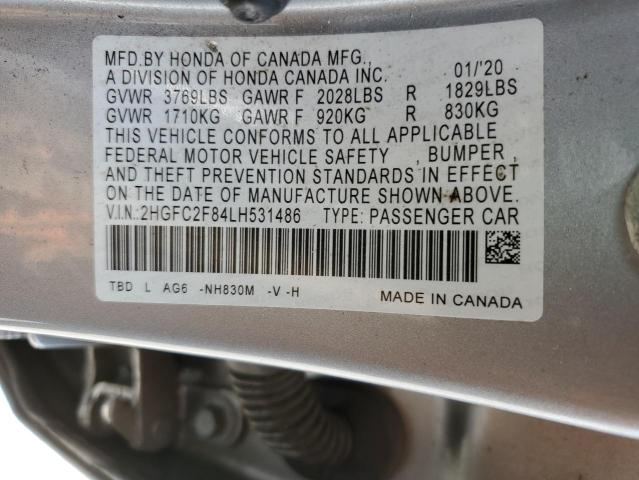 MFD.BY HONDA OF CANADA MFG.,
A DIVISION OF HONDA CANADA INC. 01/'20
GVWR 3769LBS GAWR F 2028LBS R 1829LBS
GVWR 1710KG GAWR F 920KG R 830KG
THIS VEHICLE CONFORMS TO ALL APPLICABLE
FEDERAL MOTOR VEHICLE SAFETY , BUMPER ,
AND THEFT PREVENTION STANDARDS IN EFFECT
ON THE DATE OF MANUFACTURE SHOWN ABOVE.
V.I.N.:2HGFC2F84LH531486 TYPE: PASSENGER CAR
TBD L AG6 -NH830M -V -H
MADE IN CANADA